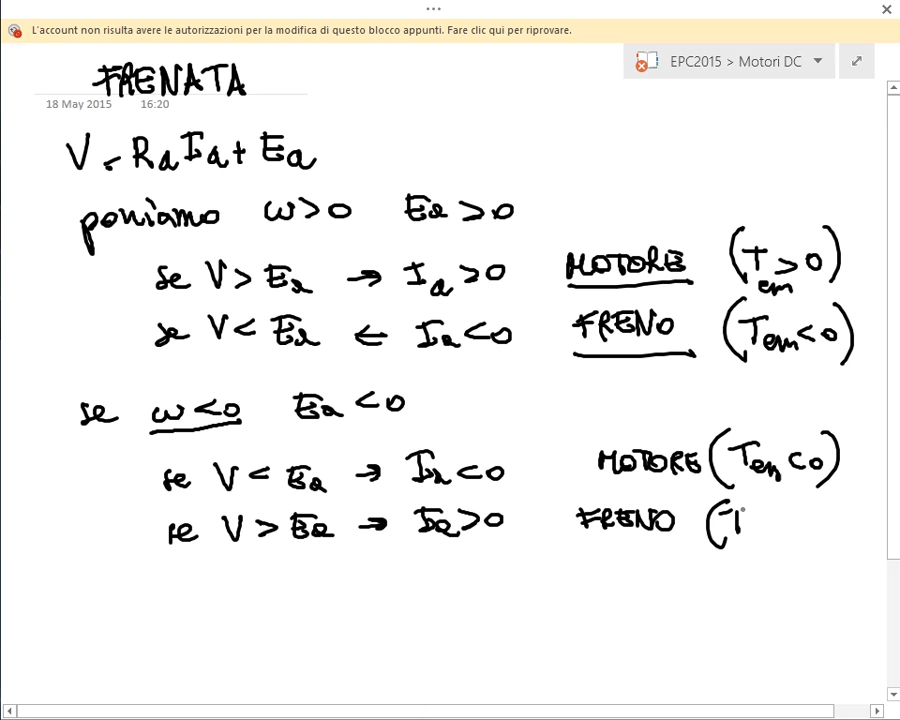 L'account non risulta avere le autorizzazioni per la modifica di questo blocco appunti. Fare clic qui per riprovare.
EPC2015 > Motori DC
FRENATA
18 May 2015 16:20
V = RaIa + Ea
poniamo ω>0 Ea >0
se V > Ea → Ia >0 MOTORE (Tem > 0)
se V < Ea ← Ia <0 FRENO (Tem < 0)
se ω<0 Ea <0
se V < Ea → Ia <0 MOTORE (Tem <0)
se V > Ea → Ia >0 FRENO (T